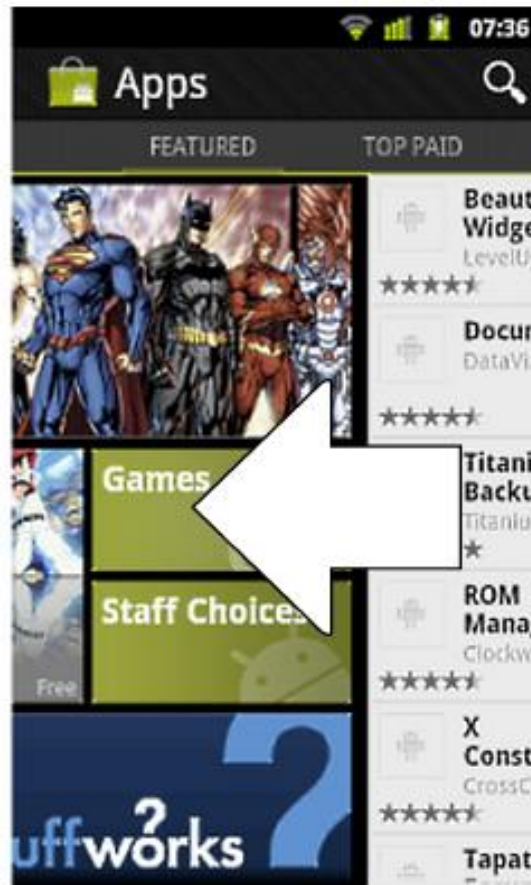 07:36
Apps
FEATURED TOP PAID
Games
Staff Choices
Free
uffworks
?
Beaut
Widge
LevelU
Docum
DataVi
Titani
Backu
Titaniu
ROM
Mana
Clockw
X
Const
CrossC
Tapat